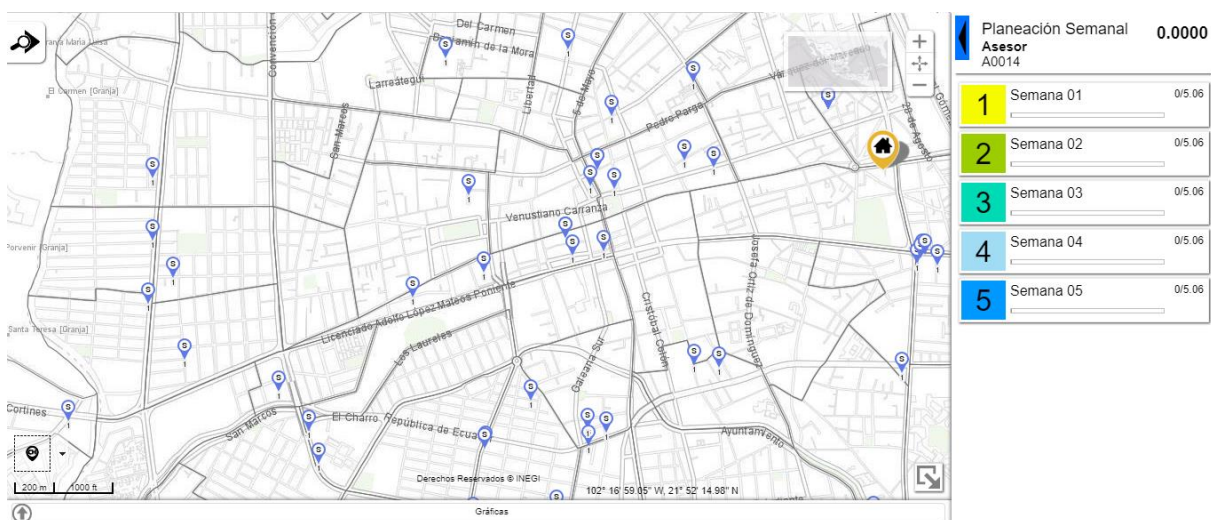 Del Carmen
Benjamín de la Mora
Convención
El Carmen [Granja]
Larreátegui
Libertad
5 de Mayo
San Marcos
Pedro Parga
28 de Agosto
Venustiano Carranza
Licenciado Adolfo López Mateos Poniente
Los Laureles
Cristóbal Colón
Josefa Ortiz de Domínguez
Santa Teresa [Granja]
Cortines
San Marcos
El Charro
República de Ecua
Ayuntamiento
200 m
1000 ft
Derechos Reservados © INEGI
102° 16' 59.05" W, 21° 52' 14.98" N
Gráficas
Planeación Semanal
0.0000
Asesor
A0014
1 Semana 01 0/5.06
2 Semana 02 0/5.06
3 Semana 03 0/5.06
4 Semana 04 0/5.06
5 Semana 05 0/5.06